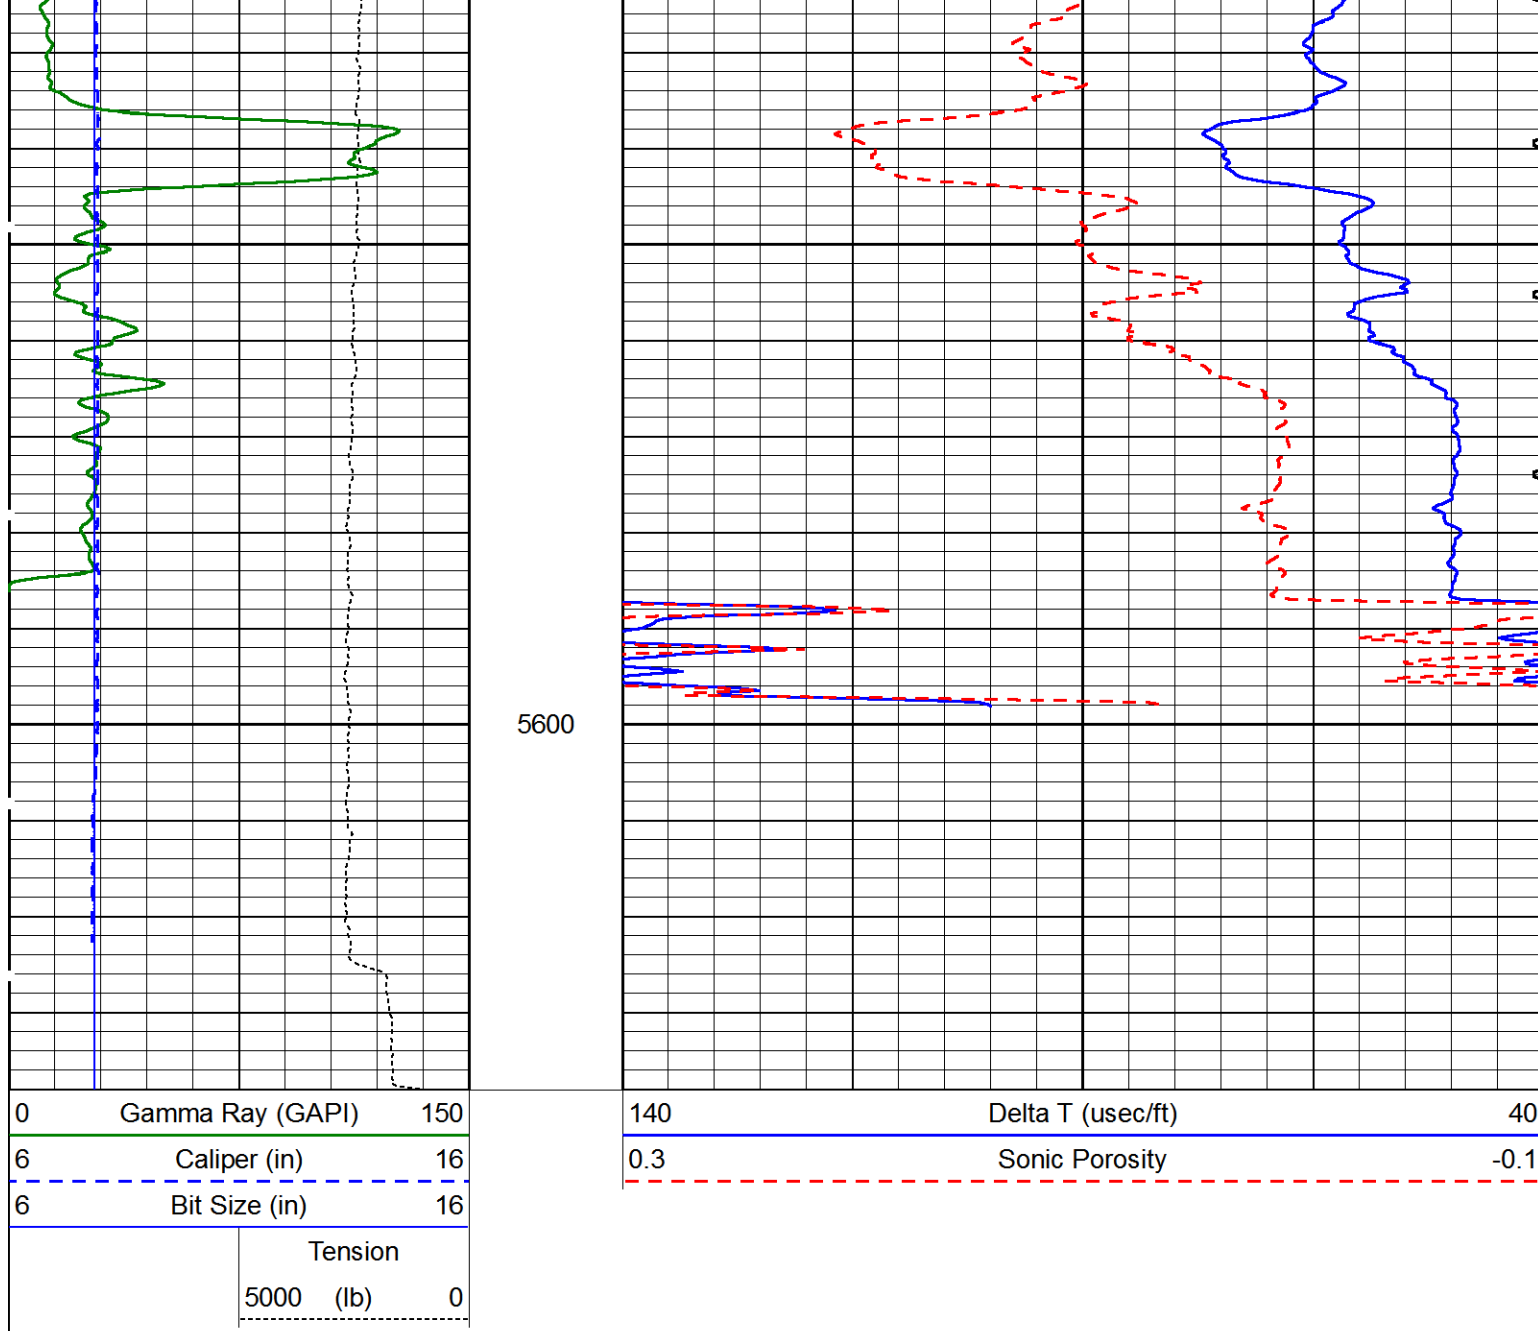 5600
0 Gamma Ray (GAPI) 150
6 Caliper (in) 16
6 Bit Size (in) 16
Tension
5000 (lb) 0
140 Delta T (usec/ft) 40
0.3 Sonic Porosity -0.1